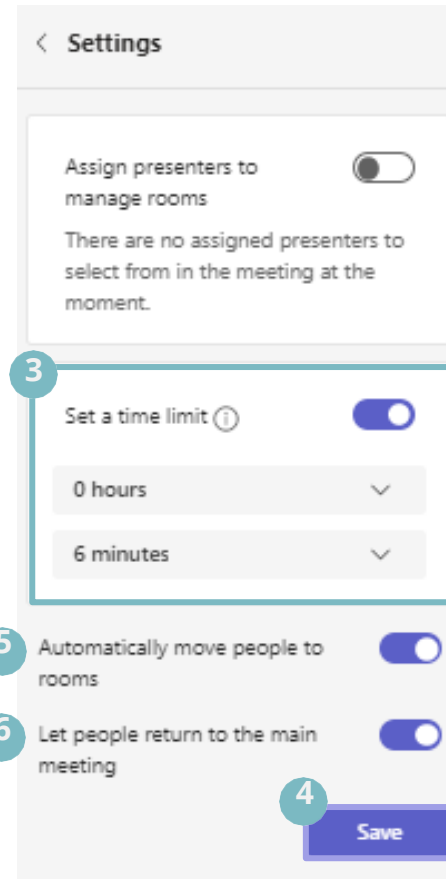 Settings
Assign presenters to
manage rooms
There are no assigned presenters to
select from in the meeting at the
moment.
3
Set a time limit
0 hours
6 minutes
5
Automatically move people to
rooms
6
Let people return to the main
meeting
4
Save